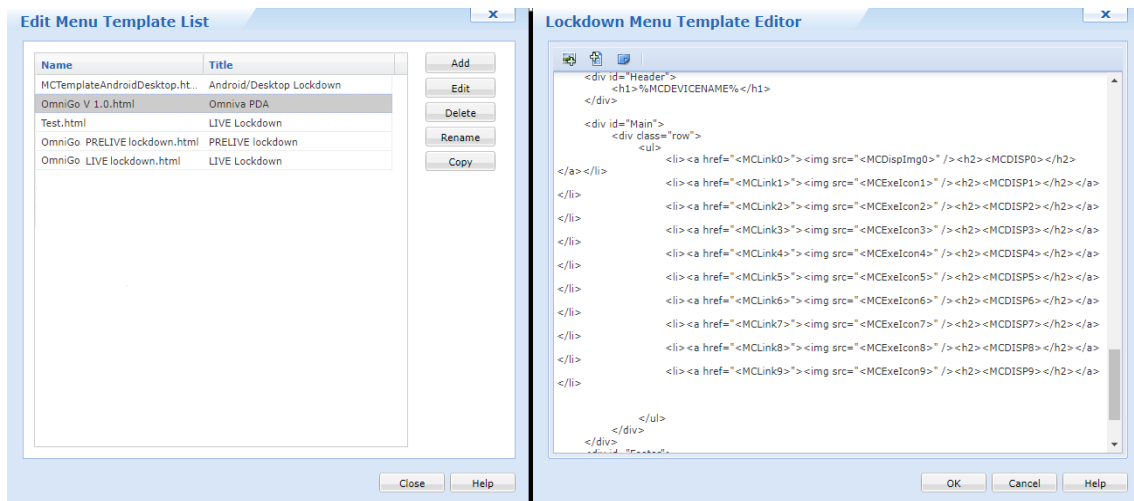 Edit Menu Template List
x
Name Title
MCTemplateAndroidDesktop.ht... Android/Desktop Lockdown
OmniGo V 1.0.html Omniva PDA
Test.html LIVE Lockdown
OmniGo PRELIVE lockdown.html PRELIVE lockdown
OmniGo LIVE lockdown.html LIVE Lockdown
Add
Edit
Delete
Rename
Copy
Close Help
Lockdown Menu Template Editor
x
<div id="Header">
<h1>%MCDEVICENAME%</h1>
</div>
<div id="Main">
<div class="row">
<ul>
<li><a href="<MCLink0>"><img src="<MCDispImg0>" /><h2><MCDISP0></h2>
</a></li>
<li><a href="<MCLink1>"><img src="<MCExeIcon1>" /><h2><MCDISP1></h2></a>
</li>
<li><a href="<MCLink2>"><img src="<MCExeIcon2>" /><h2><MCDISP2></h2></a>
</li>
<li><a href="<MCLink3>"><img src="<MCExeIcon3>" /><h2><MCDISP3></h2></a>
</li>
<li><a href="<MCLink4>"><img src="<MCExeIcon4>" /><h2><MCDISP4></h2></a>
</li>
<li><a href="<MCLink5>"><img src="<MCExeIcon5>" /><h2><MCDISP5></h2></a>
</li>
<li><a href="<MCLink6>"><img src="<MCExeIcon6>" /><h2><MCDISP6></h2></a>
</li>
<li><a href="<MCLink7>"><img src="<MCExeIcon7>" /><h2><MCDISP7></h2></a>
</li>
<li><a href="<MCLink8>"><img src="<MCExeIcon8>" /><h2><MCDISP8></h2></a>
</li>
<li><a href="<MCLink9>"><img src="<MCExeIcon9>" /><h2><MCDISP9></h2></a>
</li>
</ul>
</div>
</div>
<div id="Footer">
OK Cancel Help